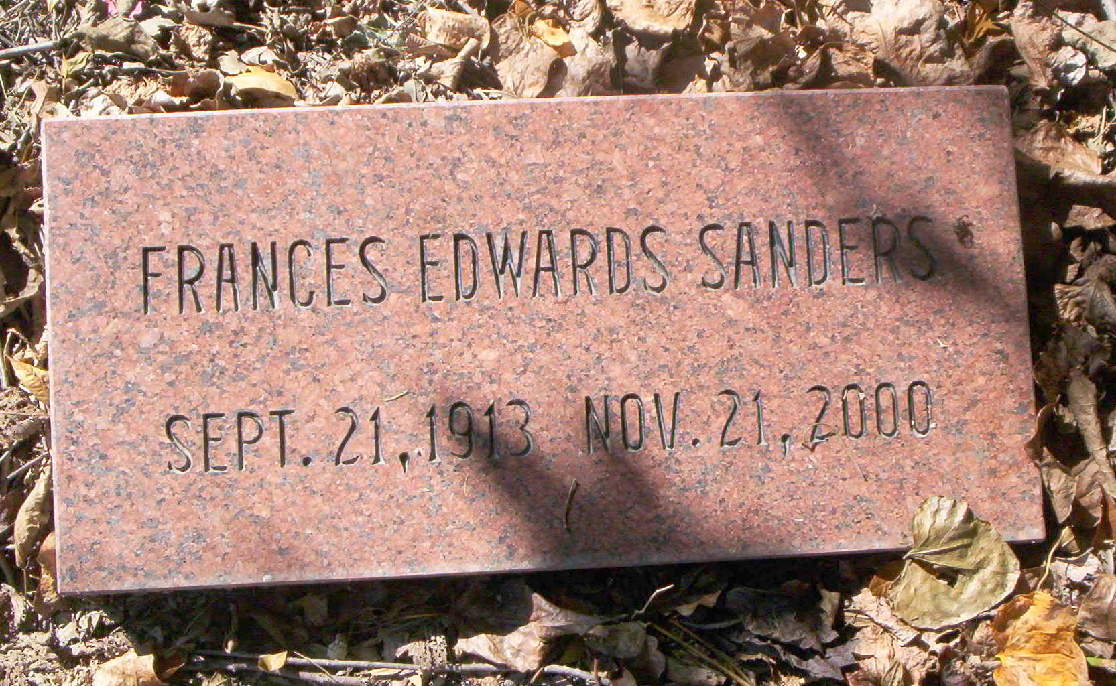 FRANCES EDWARDS SANDERS
SEPT. 21, 1913 NOV. 21, 2000